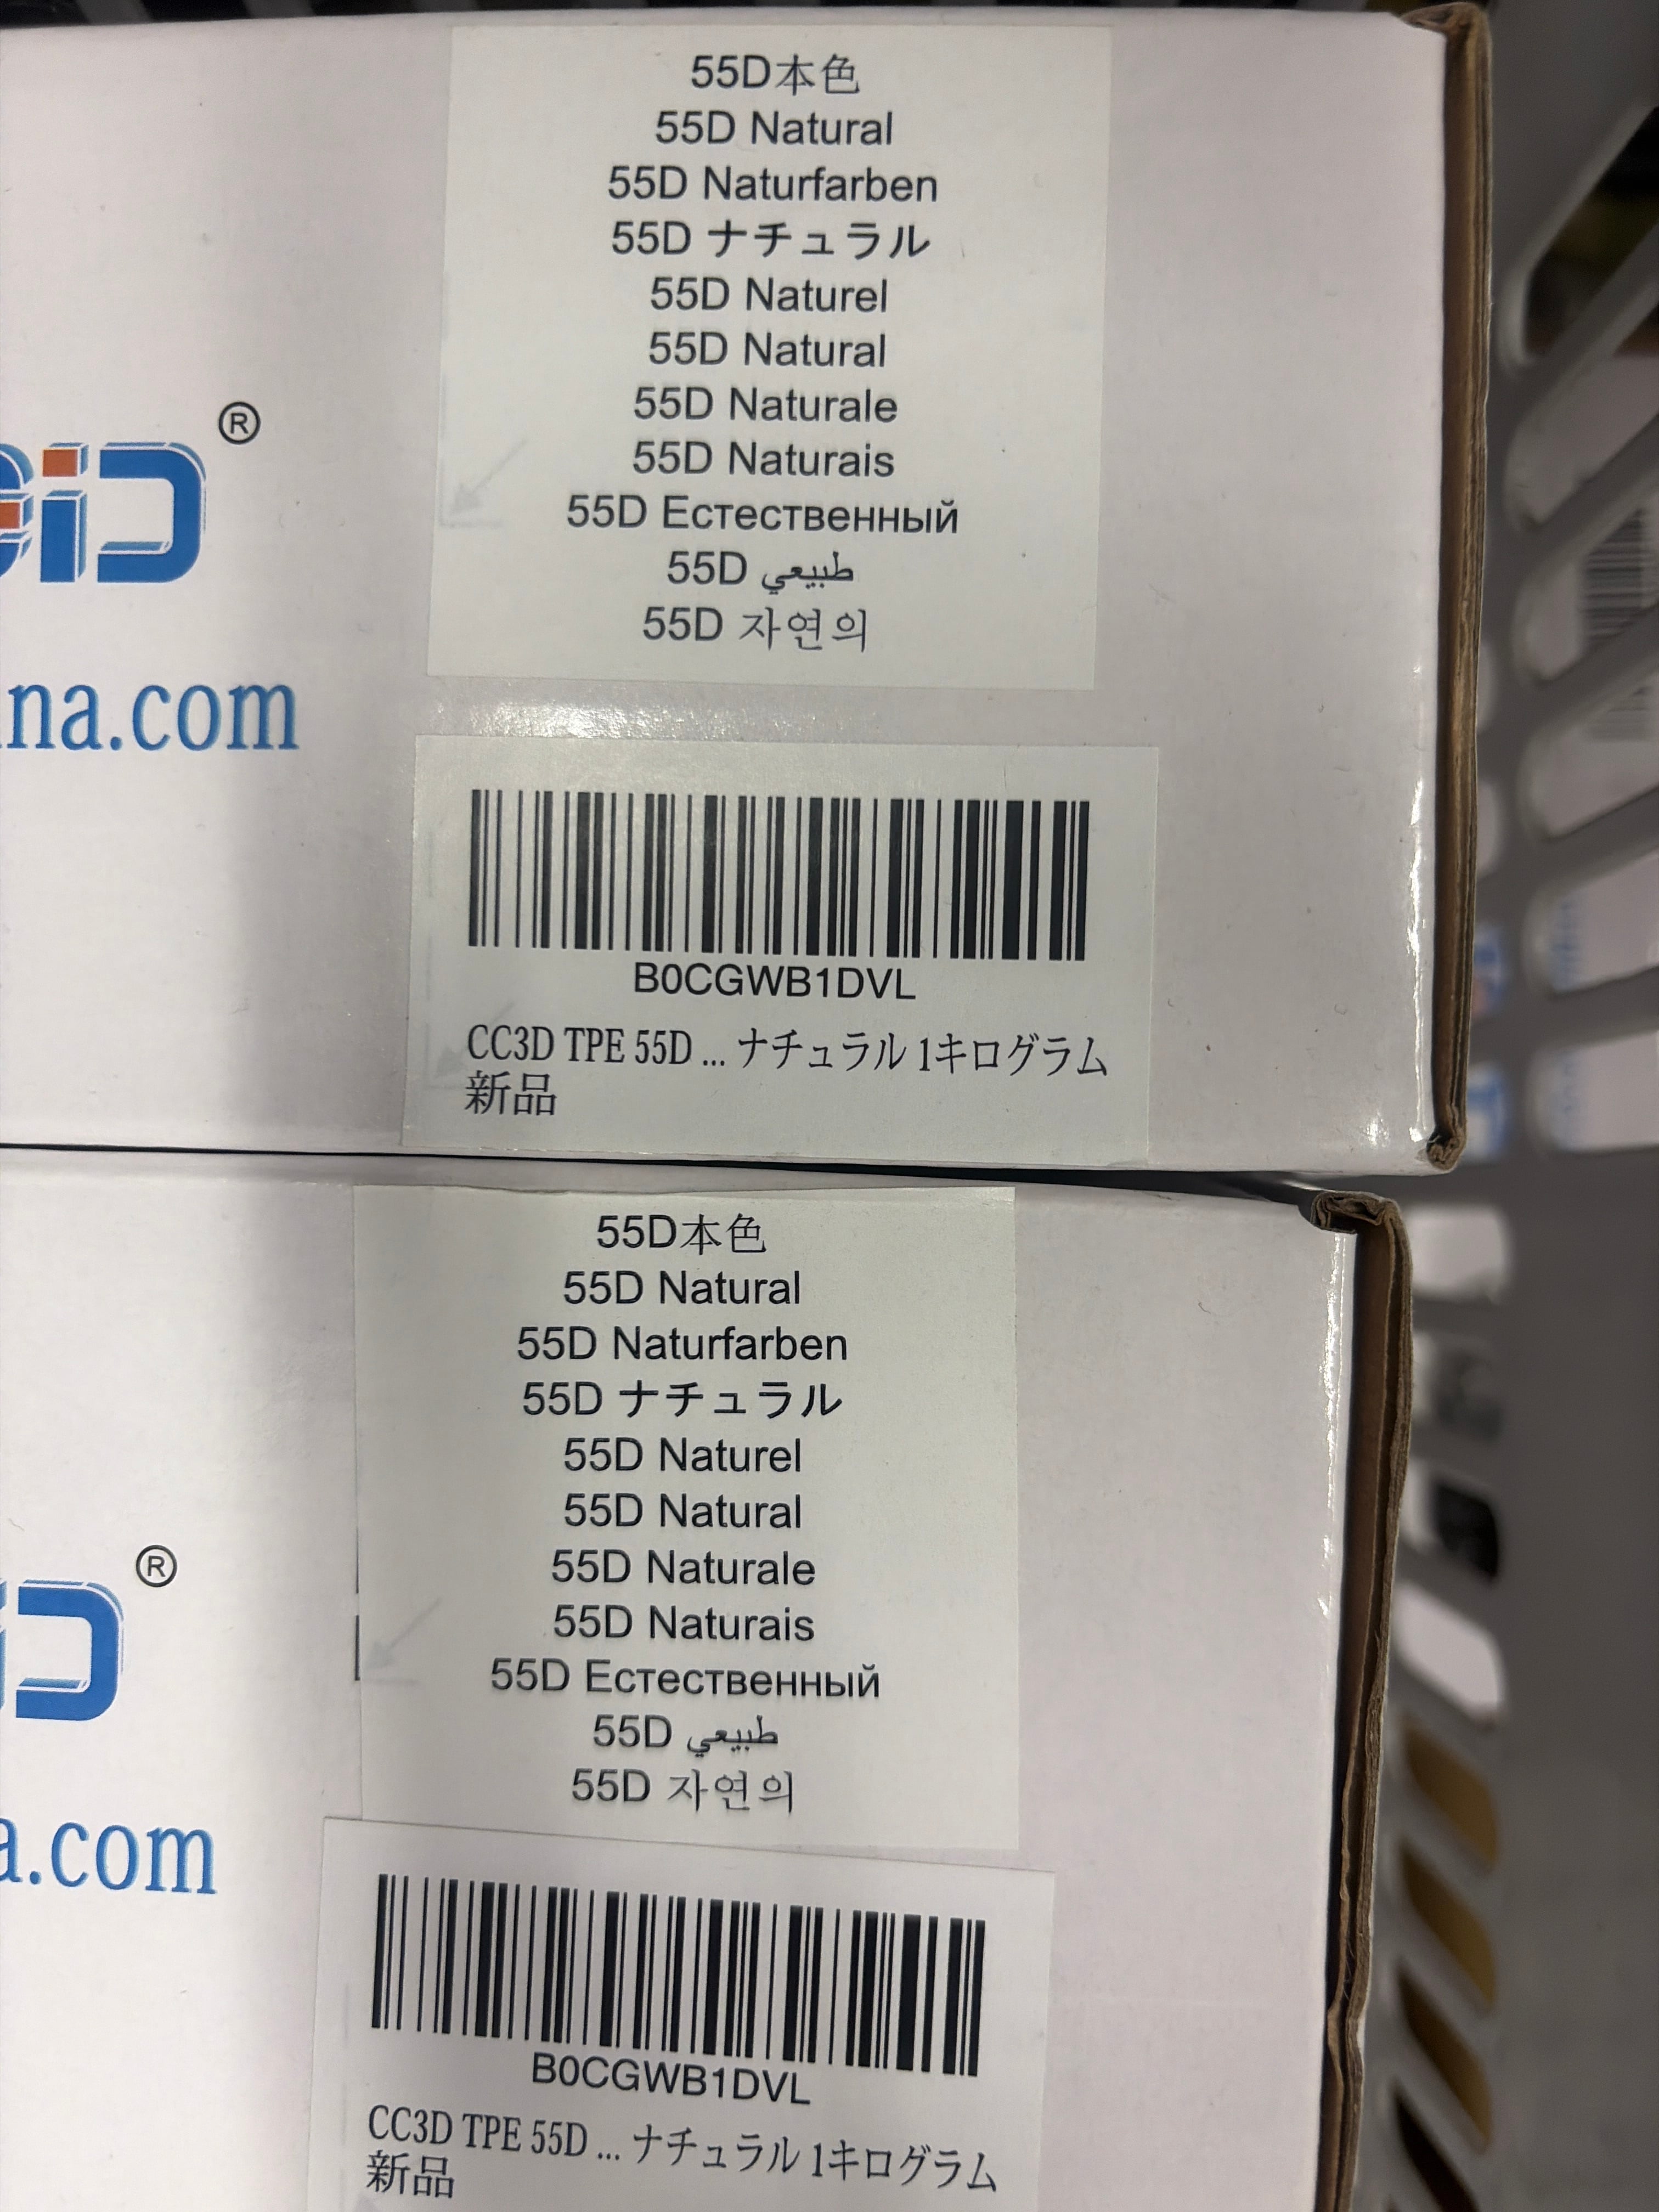 55D本色
55D Natural
55D Naturfarben
55D ナチュラル
55D Naturel
55D Natural
55D Naturale
55D Naturais
55D Естественный
55D طبيعي
55D 자연의
®
na.com
B0CGWB1DVL
CC3D TPE 55D ... ナチュラル 1キログラム
新品
55D本色
55D Natural
55D Naturfarben
55D ナチュラル
55D Naturel
55D Natural
55D Naturale
55D Naturais
55D Естественный
55D طبيعي
55D 자연의
®
a.com
B0CGWB1DVL
CC3D TPE 55D ... ナチュラル 1キログラム
新品